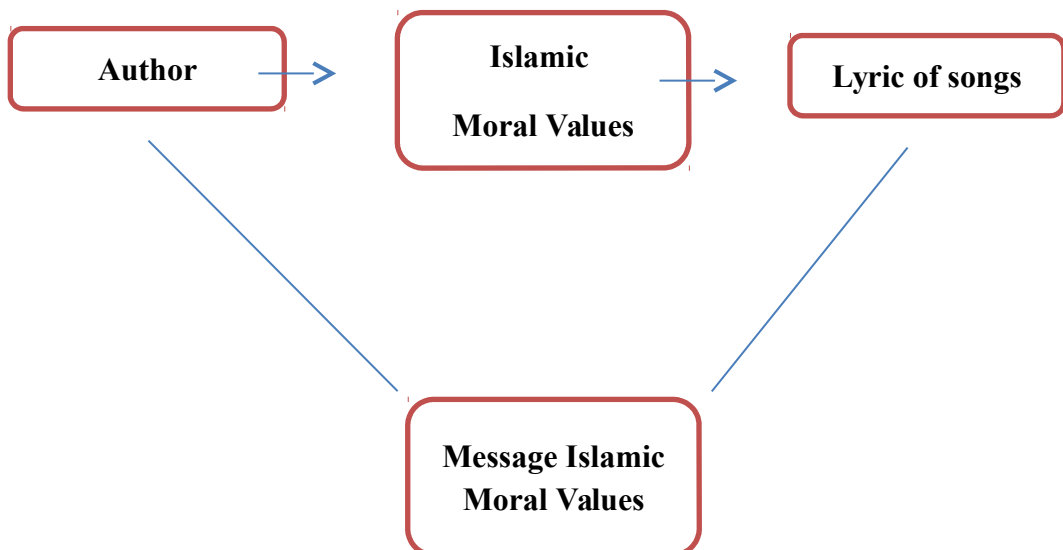 Author
Islamic
Moral Values
Lyric of songs
Message Islamic
Moral Values